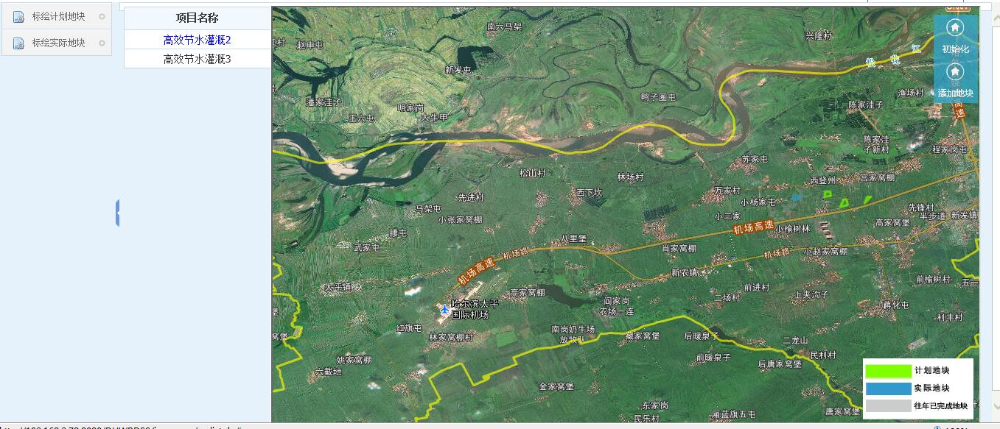 标绘计划地块
标绘实际地块
项目名称
高效节水灌溉2
高效节水灌溉3
南六马架
兴隆村
赵申屯
初始化
松 花 江
新发屯
添加地块
渔场村
鸭子圈屯
潘家洼子
陈家洼子
明家岗
高速
王六屯
大牛甲
陈家洼
子新村
程家岗屯
苏家屯
松山村
林场村
西登州
宫家窝棚
万家村
西下坎
先进村
小杨家屯
马架屯
先锋村
小三家
半步道
新发镇
小张家窝棚
高家窝堡
机场高速
小榆树林
腰屯
八里堡
武家屯
肖家窝棚
机场路
机场路
小赵家窝棚
机场高速
新农镇
前榆树村
五一
太平镇
前进村
高家窝棚
上夹沟子
二场村
哈尔滨太平
国际机场
阎家岗
农场一连
蒋化屯
利丰村
红旗屯
南岗奶牛场
放牧队
林家窝棚村
臧家窝堡
后暖泉子
二龙山
民利村
姚家窝棚
前暖泉子
后唐家窝堡
六截地
计划地块
金家窝堡
实际地块
东家岗
往年已完成地块
唐家窝堡
厢蓝旗五屯
民乐村